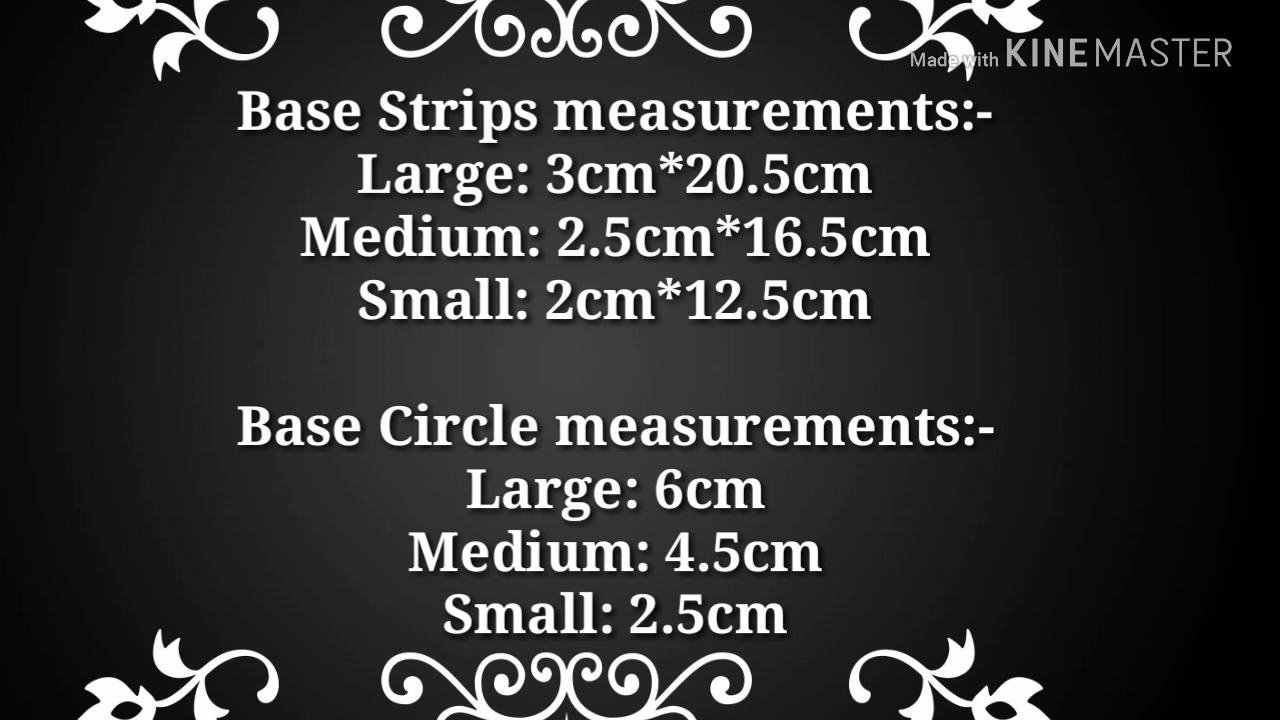 Made with KINEMASTER
Base Strips measurements:-
Large: 3cm*20.5cm
Medium: 2.5cm*16.5cm
Small: 2cm*12.5cm
Base Circle measurements:-
Large: 6cm
Medium: 4.5cm
Small: 2.5cm